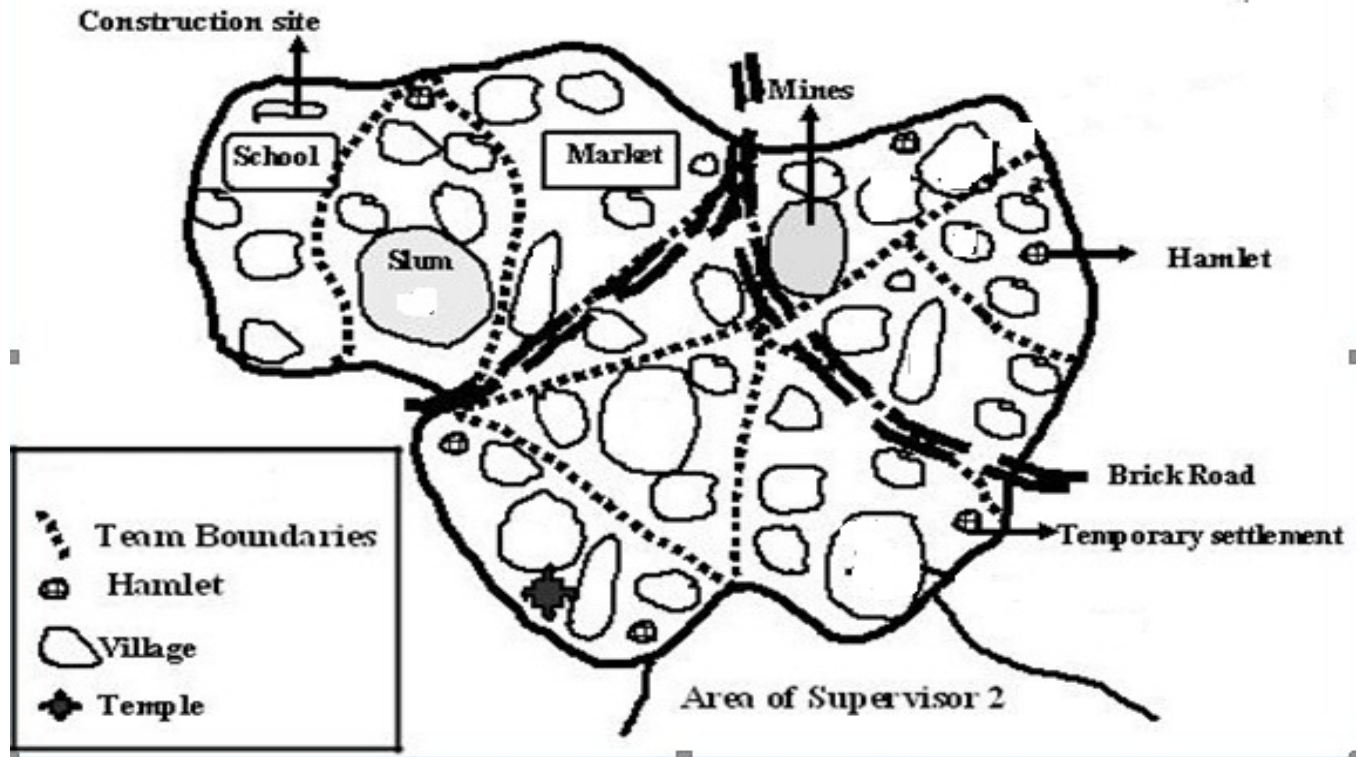 Construction site
Mines
School
Market
Slum
Hamlet
Brick Road
Temporary settlement
Team Boundaries
Hamlet
Village
Temple
Area of Supervisor 2